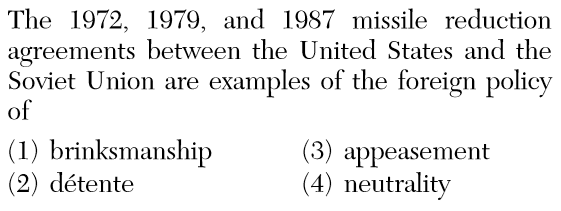 The 1972, 1979, and 1987 missile reduction
agreements between the United States and the
Soviet Union are examples of the foreign policy
of
(1) brinksmanship (3) appeasement
(2) détente (4) neutrality